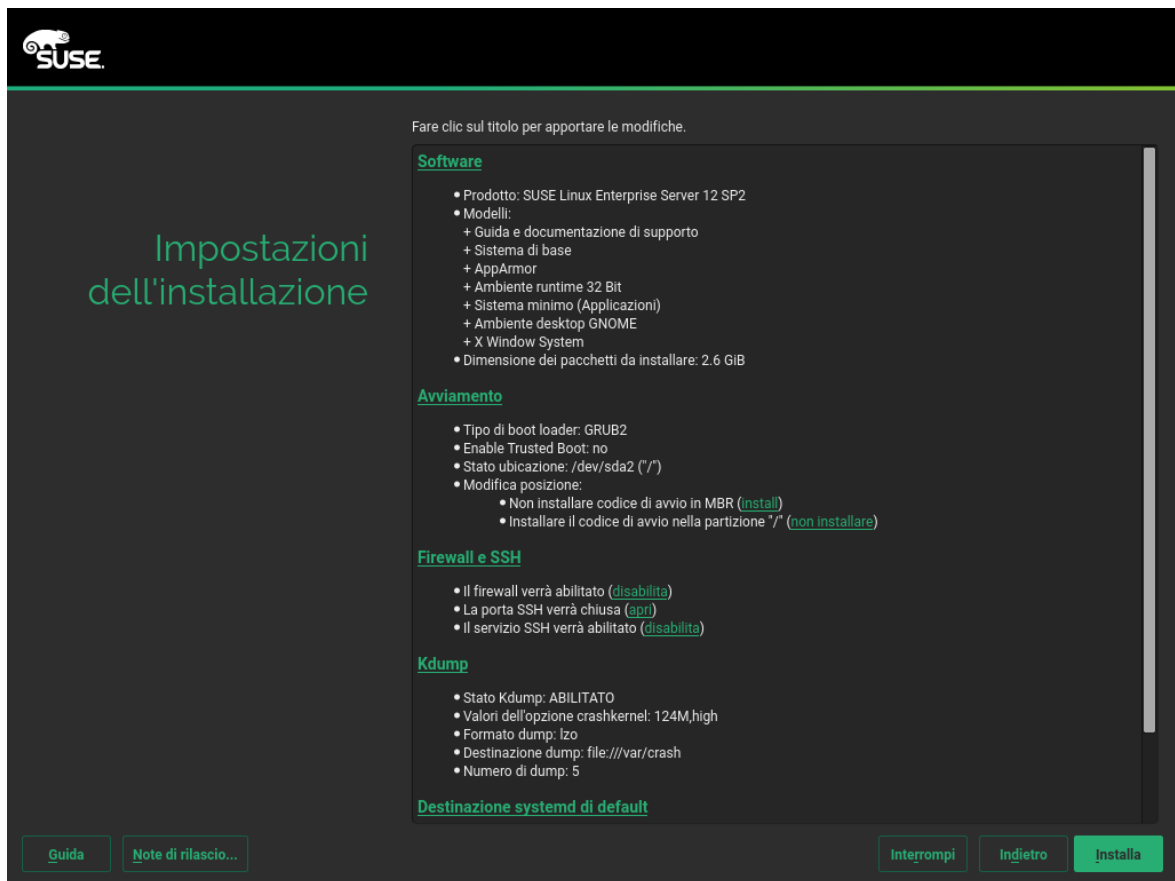 SUSE.
Fare clic sul titolo per apportare le modifiche.
Impostazioni
dell'installazione
Software
• Prodotto: SUSE Linux Enterprise Server 12 SP2
• Modelli:
+ Guida e documentazione di supporto
+ Sistema di base
+ AppArmor
+ Ambiente runtime 32 Bit
+ Sistema minimo (Applicazioni)
+ Ambiente desktop GNOME
+ X Window System
• Dimensione dei pacchetti da installare: 2.6 GiB
Avviamento
• Tipo di boot loader: GRUB2
• Enable Trusted Boot: no
• Stato ubicazione: /dev/sda2 ("/")
• Modifica posizione:
• Non installare codice di avvio in MBR (install)
• Installare il codice di avvio nella partizione "/" (non installare)
Firewall e SSH
• Il firewall verrà abilitato (disabilita)
• La porta SSH verrà chiusa (apri)
• Il servizio SSH verrà abilitato (disabilita)
Kdump
• Stato Kdump: ABILITATO
• Valori dell'opzione crashkernel: 124M,high
• Formato dump: lzo
• Destinazione dump: file:///var/crash
• Numero di dump: 5
Destinazione systemd di default
Guida
Note di rilascio...
Interrompi
Indietro
Installa